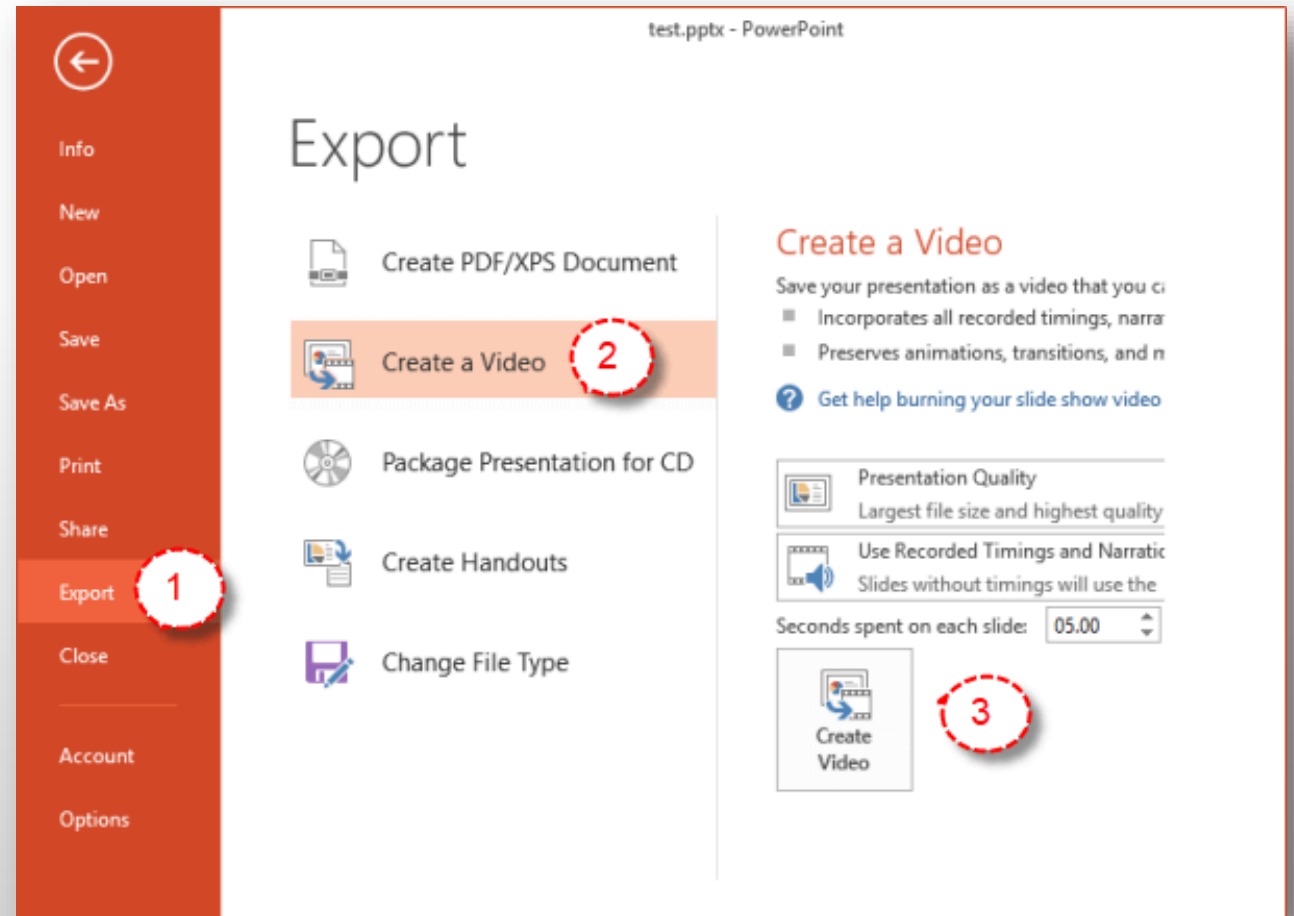 test.pptx - PowerPoint
Info
New
Open
Save
Save As
Print
Share
Export
1
Close
Account
Options
Export
Create PDF/XPS Document
Create a Video
2
Package Presentation for CD
Create Handouts
Change File Type
Create a Video
Save your presentation as a video that you
Incorporates all recorded timings,
Preserves animations, transitions, and
Get help burning your slide show video
Presentation Quality
Largest file size and highest quality
Use Recorded Timings and
Slides without timings will use the
Seconds spent on each slide: 05.00
Create
Video
3